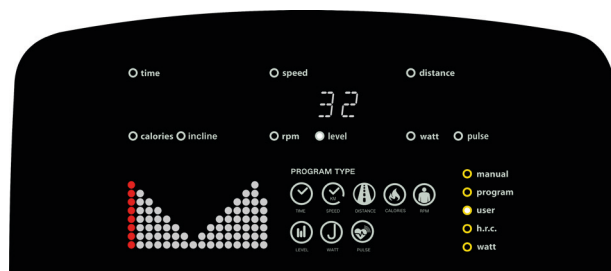 time speed distance
32
calories incline rpm level watt pulse
PROGRAM TYPE
manual
program
KM
TIME SPEED DISTANCE CALORIES RPM
user
h.r.c.
LEVEL WATT PULSE
watt